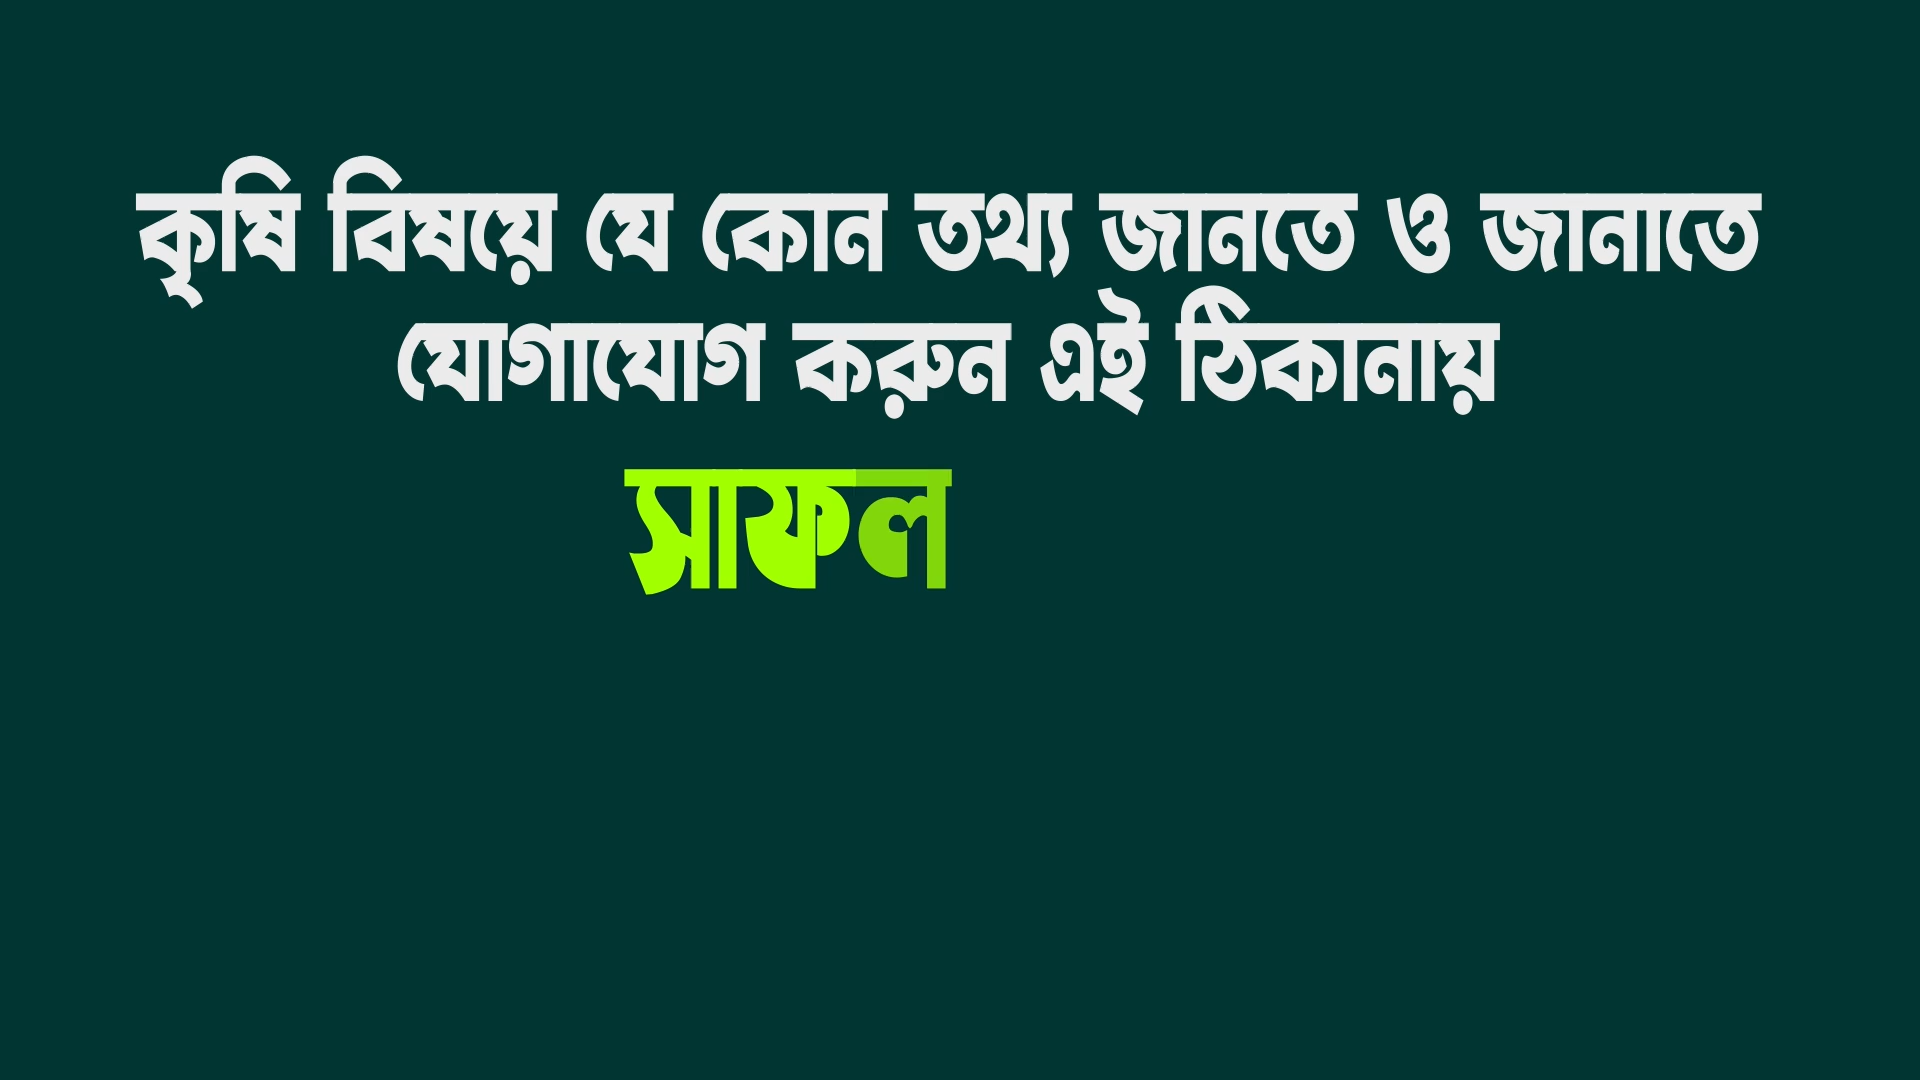 কৃষি বিষয়ে যে কোন তথ্য জানতে ও জানাতে
যোগাযোগ করুন এই ঠিকানায়
সাফল